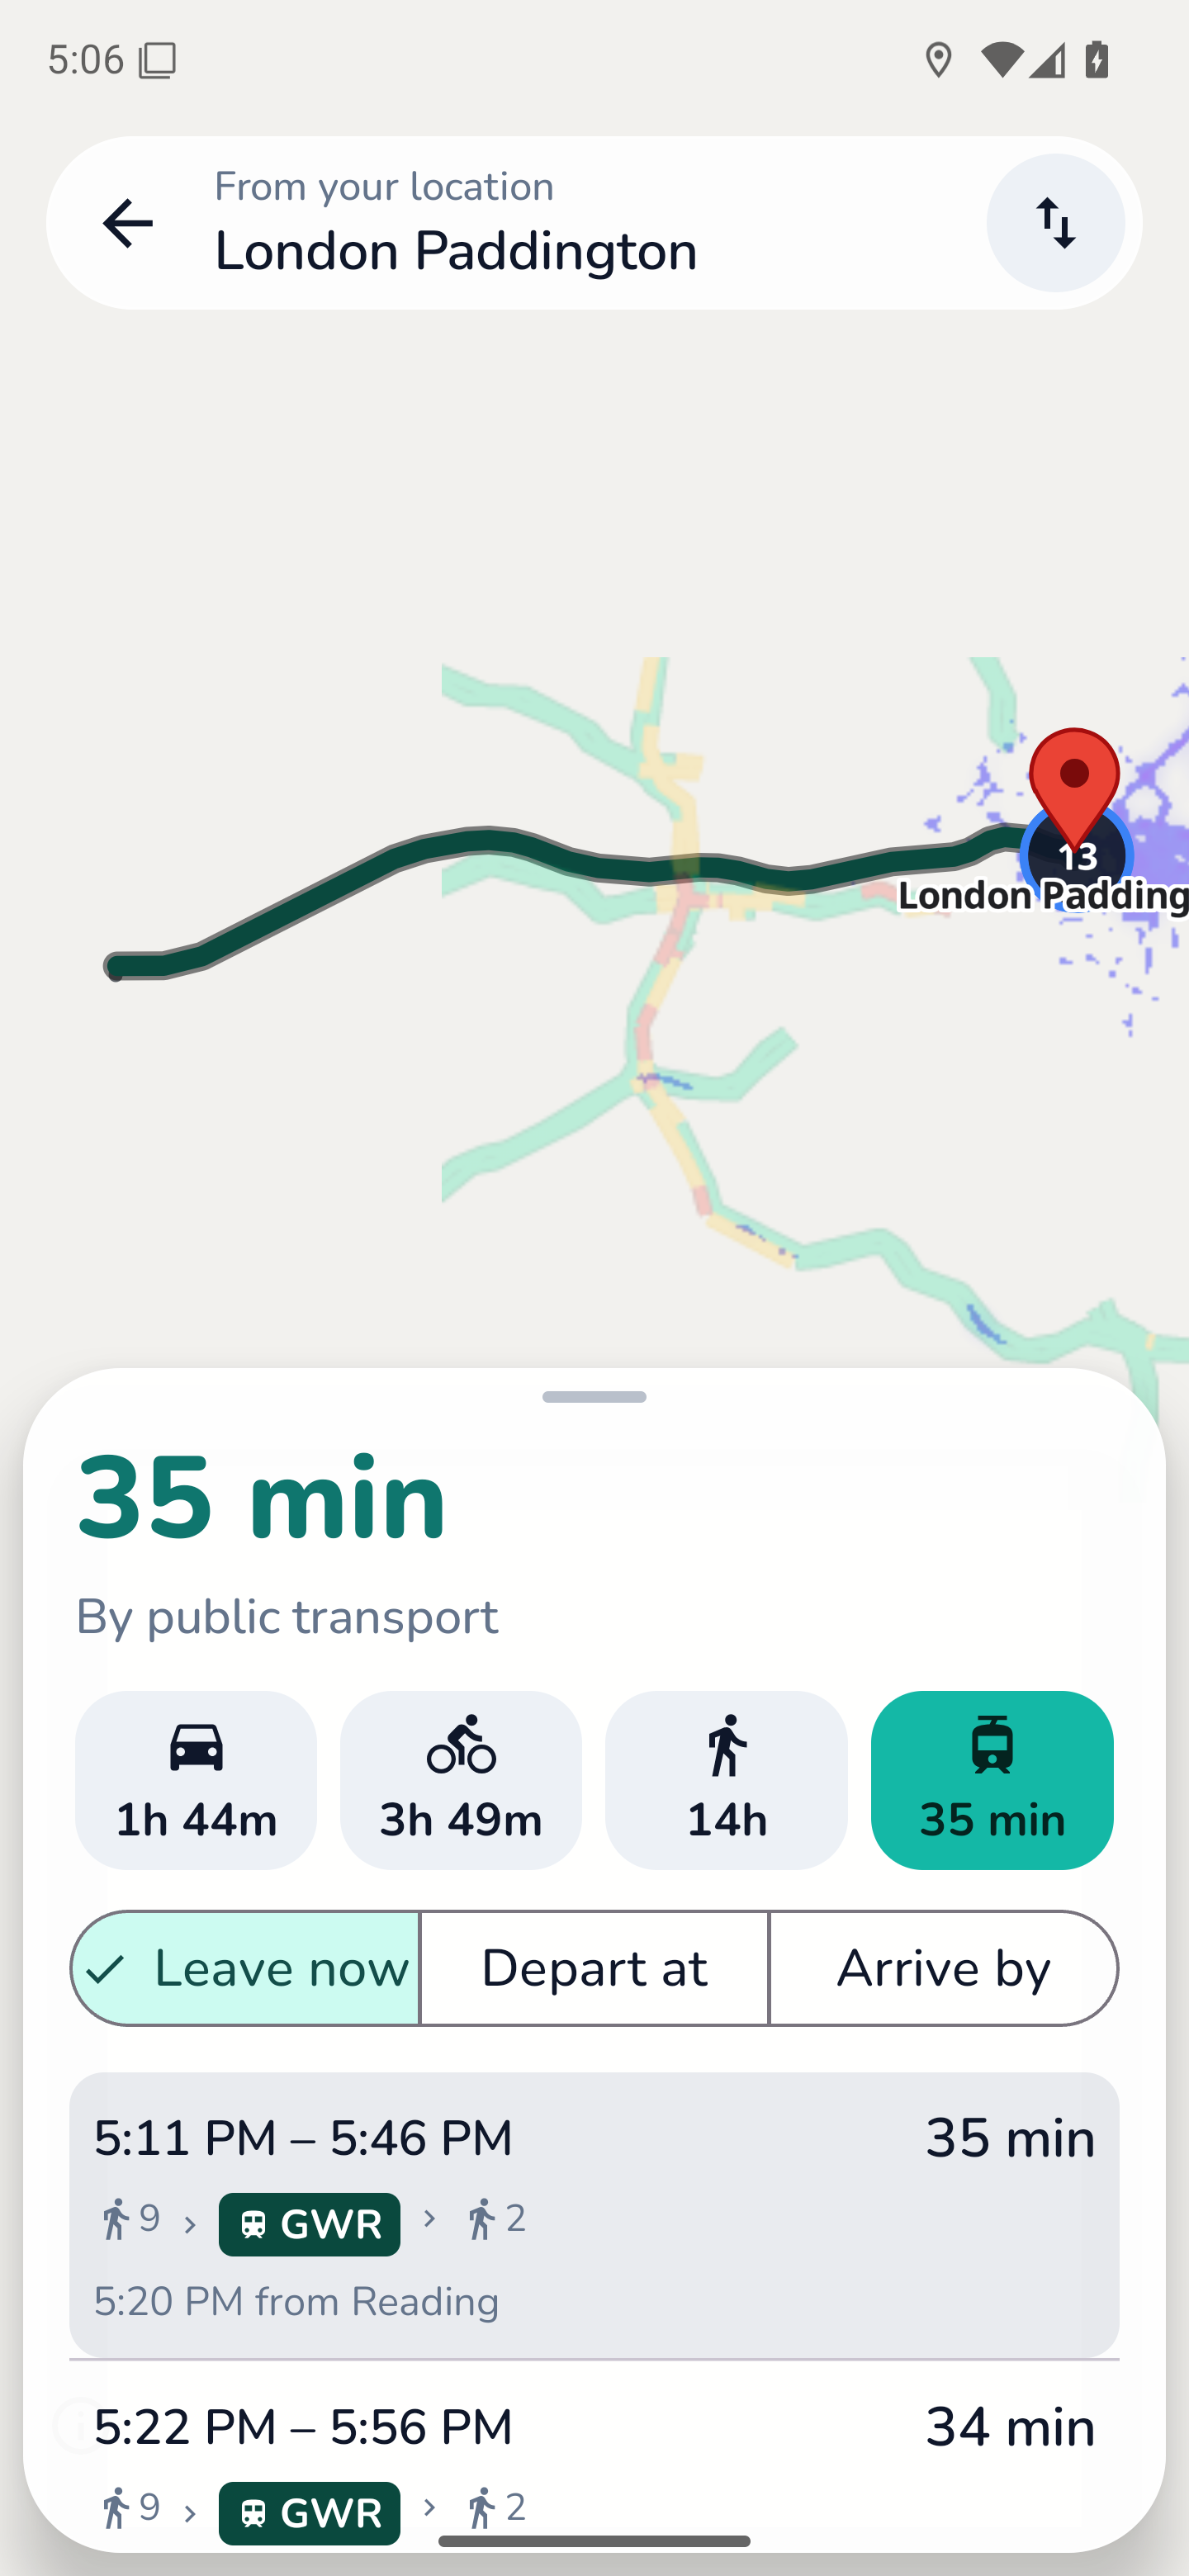 5:06
From your location
London Paddington
13
London Padding
35 min
By public transport
1h 44m
3h 49m
14h
35 min
Leave now
Depart at
Arrive by
5:11 PM – 5:46 PM
35 min
9 › GWR › 2
5:20 PM from Reading
5:22 PM – 5:56 PM
34 min
9 › GWR › 2